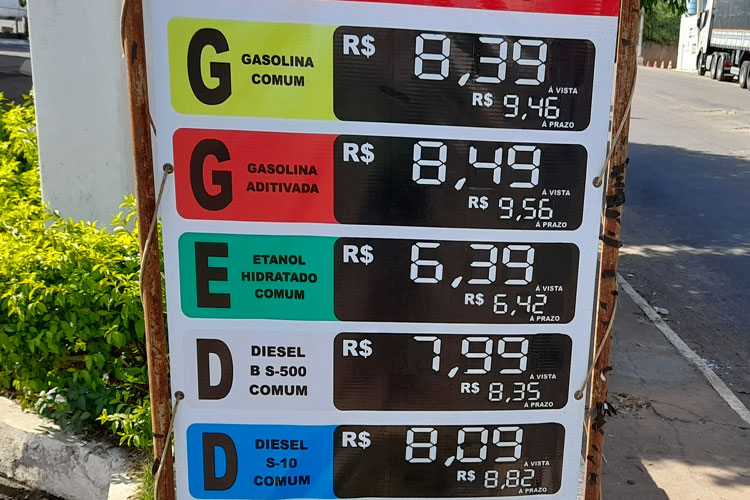 G GASOLINA COMUM R$ 8,39 À VISTA
R$ 9,46 À PRAZO
G GASOLINA ADITIVADA R$ 8,49 À VISTA
R$ 9,56 À PRAZO
E ETANOL HIDRATADO COMUM R$ 6,39 À VISTA
R$ 6,42 À PRAZO
D DIESEL B S-500 COMUM R$ 7,99 À VISTA
R$ 8,35 À PRAZO
D DIESEL S-10 COMUM R$ 8,09 À VISTA
R$ 8,82 À PRAZO